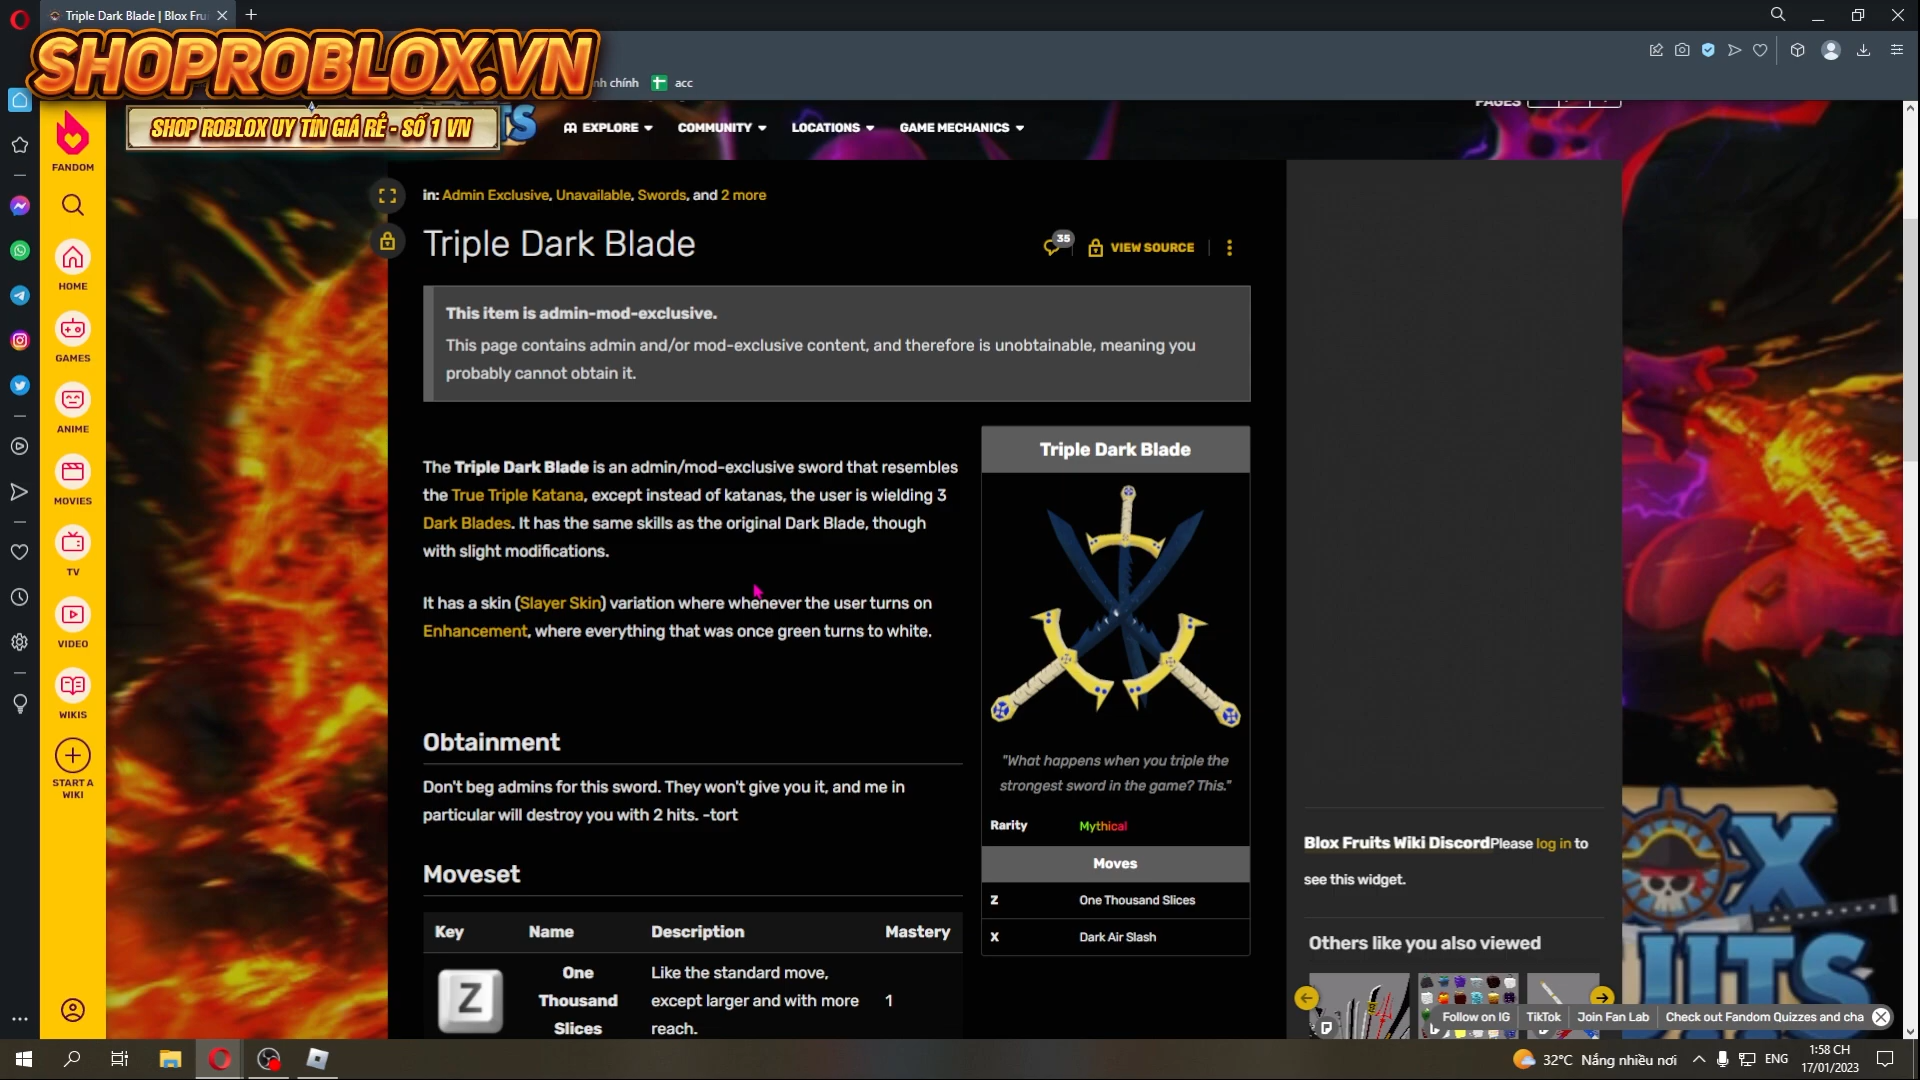 Triple Dark Blade | Blox Fru
SHOPROBLOX.VN
nh chính
acc
SHOP ROBLOX UY TÍN GIÁ RẺ - SỐ 1 VN
TS
EXPLORE
COMMUNITY
LOCATIONS
GAME MECHANICS
PAGES
FANDOM
HOME
GAMES
ANIME
MOVIES
TV
VIDEO
WIKIS
START A
WIKI
in: Admin Exclusive, Unavailable, Swords, and 2 more
Triple Dark Blade
35
VIEW SOURCE
This item is admin-mod-exclusive.
This page contains admin and/or mod-exclusive content, and therefore is unobtainable, meaning you
probably cannot obtain it.
The Triple Dark Blade is an admin/mod-exclusive sword that resembles
the True Triple Katana, except instead of katanas, the user is wielding 3
Dark Blades. It has the same skills as the original Dark Blade, though
with slight modifications.
It has a skin (Slayer Skin) variation where whenever the user turns on
Enhancement, where everything that was once green turns to white.
Obtainment
Don't beg admins for this sword. They won't give you it, and me in
particular will destroy you with 2 hits. -tort
Moveset
Key Name Description Mastery
Z
One
Thousand
Slices
Like the standard move,
except larger and with more
reach.
1
Triple Dark Blade
"What happens when you triple the
strongest sword in the game? This."
Rarity Mythical
Moves
Z One Thousand Slices
X Dark Air Slash
Blox Fruits Wiki DiscordPlease log in to
see this widget.
Others like you also viewed
Follow on IG
TikTok
Join Fan Lab
Check out Fandom Quizzes and cha
OX
UITS
32°C Nắng nhiều nơi
ENG
1:58 CH
17/01/2023